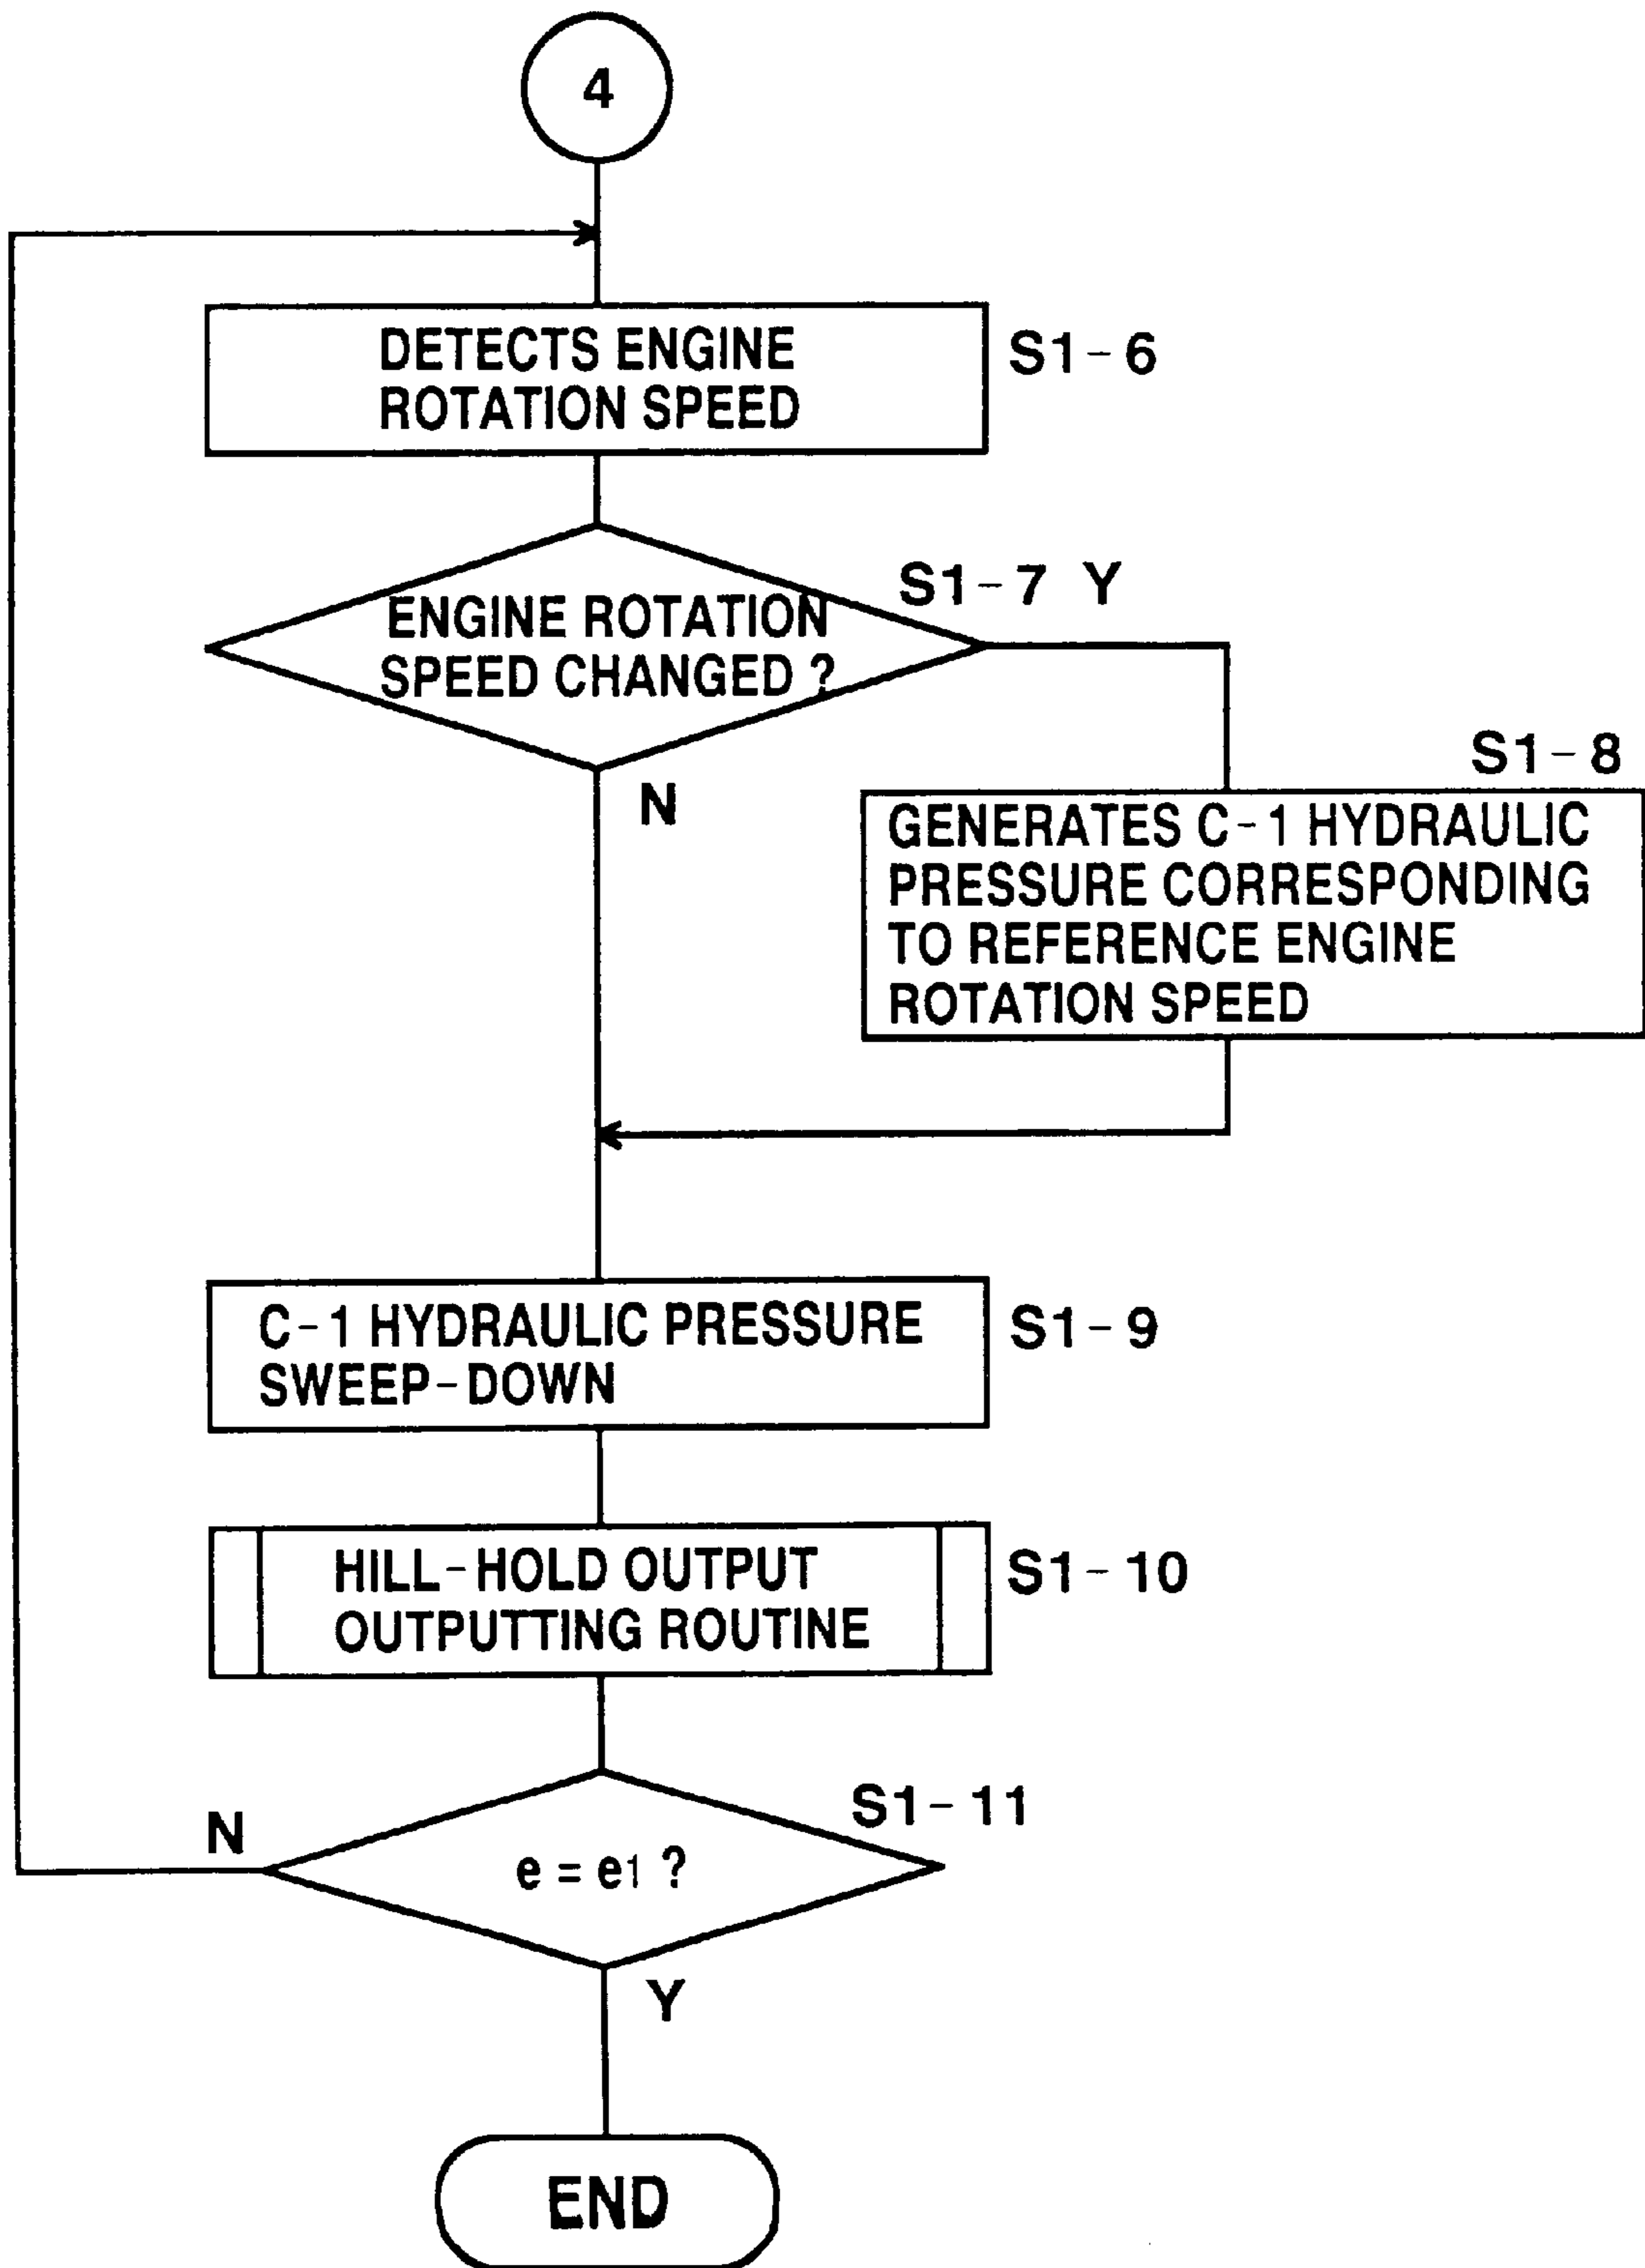 4
DETECTS ENGINE
ROTATION SPEED
S1-6
S1-7 Y
ENGINE ROTATION
SPEED CHANGED ?
N
S1-8
GENERATES C-1 HYDRAULIC
PRESSURE CORRESPONDING
TO REFERENCE ENGINE
ROTATION SPEED
C-1 HYDRAULIC PRESSURE
SWEEP-DOWN
S1-9
HILL-HOLD OUTPUT
OUTPUTTING ROUTINE
S1-10
S1-11
N
e = e1 ?
Y
END